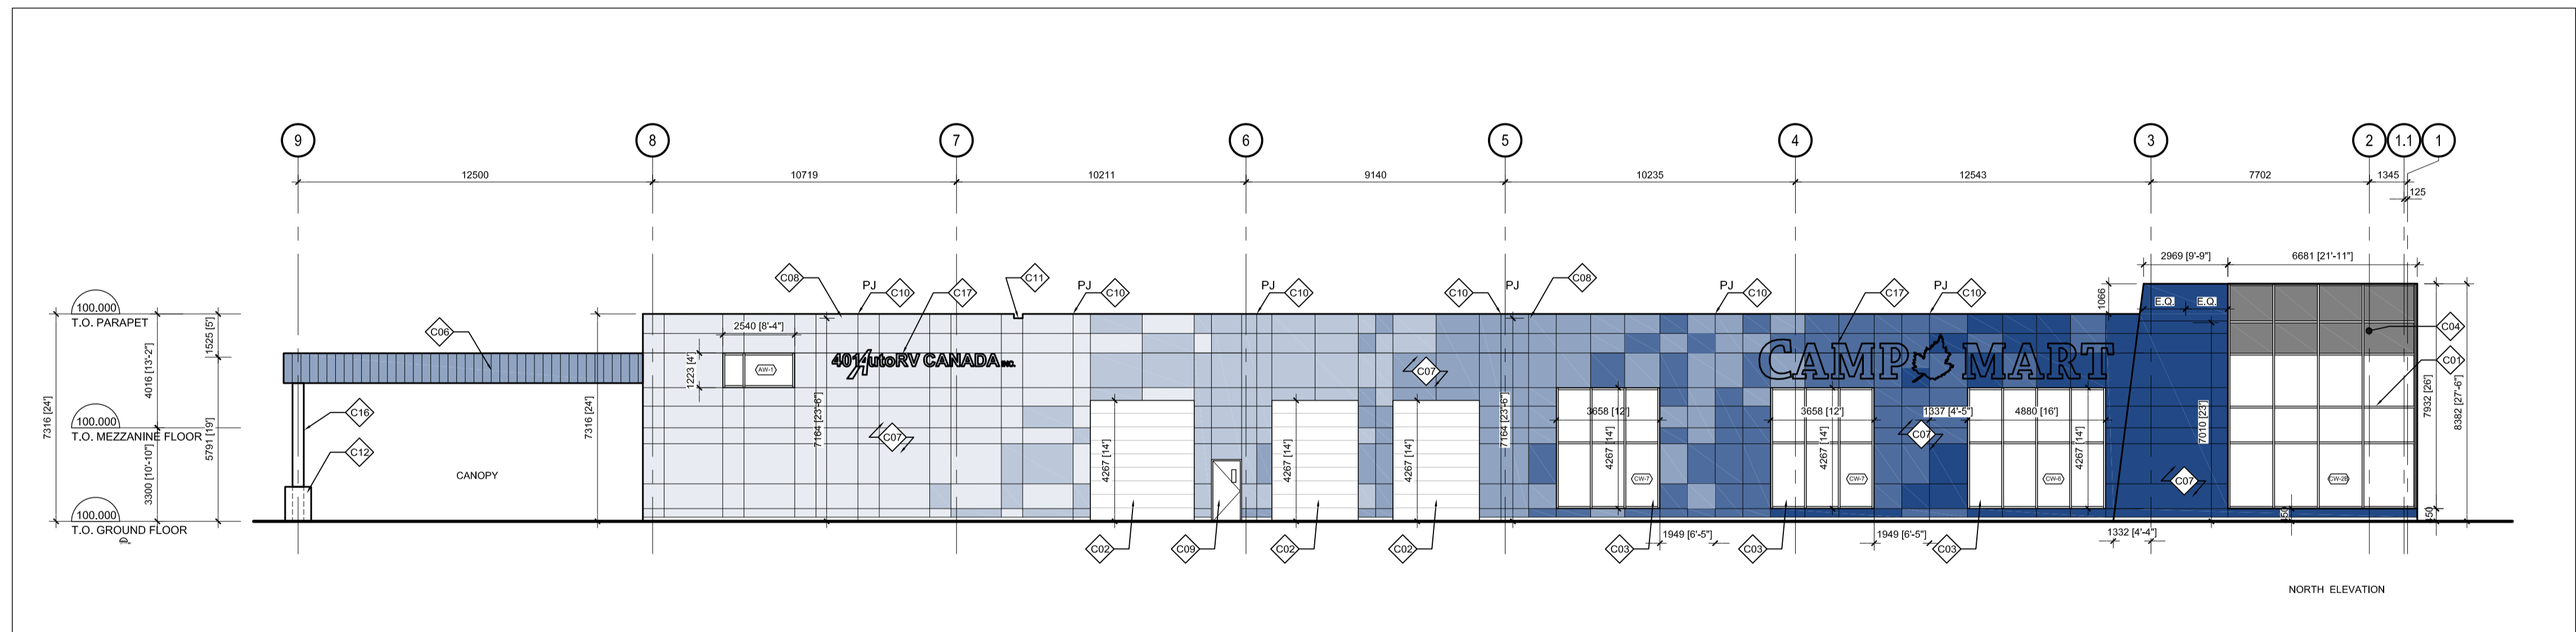 9
8
7
6
5
4
3
2
1.1
1
12500
10719
10211
9140
10235
12543
7702
1345
125
2969 [9'-9"]
6681 [21'-11"]
C08
PJ
C10
C17
C11
PJ
C10
PJ
C10
C10
PJ
C08
PJ
C10
C17
PJ
C10
1066
E.Q.
E.Q.
100.000
T.O. PARAPET
1525 [5']
C06
2540 [8'-4"]
1223 [4']
AW-1
401AutoRV CANADA INC.
C07
CAMP MART
C04
C01
4016 [13'-2"]
7316 [24']
7316 [24']
7164 [23'-6"]
7164 [23'-6"]
7010 [23']
7932 [26']
8382 [27'-6"]
C16
100.000
T.O. MEZZANINE FLOOR
5791 [19']
3300 [10'-10"]
C12
CANOPY
C07
4267 [14']
4267 [14']
4267 [14']
3658 [12']
4267 [14']
CW-7
3658 [12']
4267 [14']
CW-7
1337 [4'-5"]
C07
4880 [16']
4267 [14']
CW-6
C07
CW-2B
450
450
100.000
T.O. GROUND FLOOR
C02
C09
C02
C02
C03
1949 [6'-5"]
C03
1949 [6'-5"]
C03
1332 [4'-4"]
NORTH ELEVATION